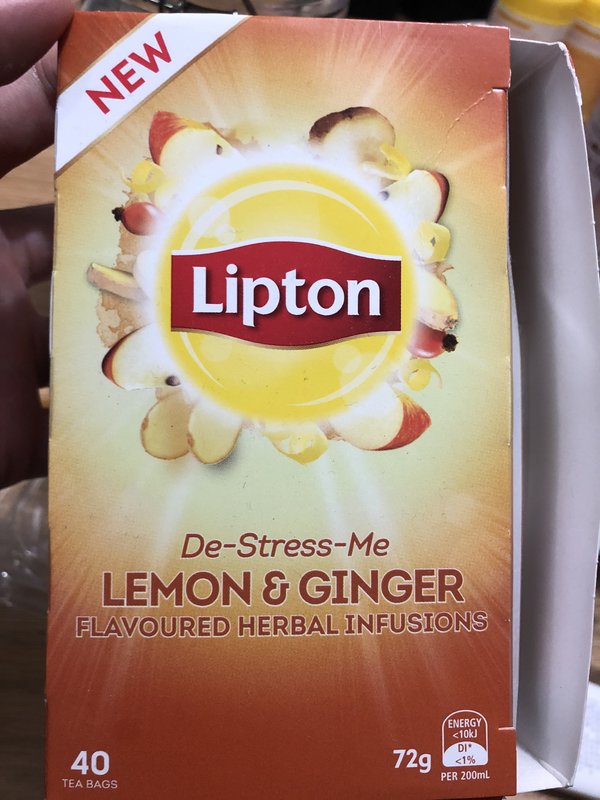 NEW
Lipton
De-Stress-Me
LEMON & GINGER
FLAVOURED HERBAL INFUSIONS
40
TEA BAGS
72g
ENERGY
<10kJ
DI*
<1%
PER 200mL